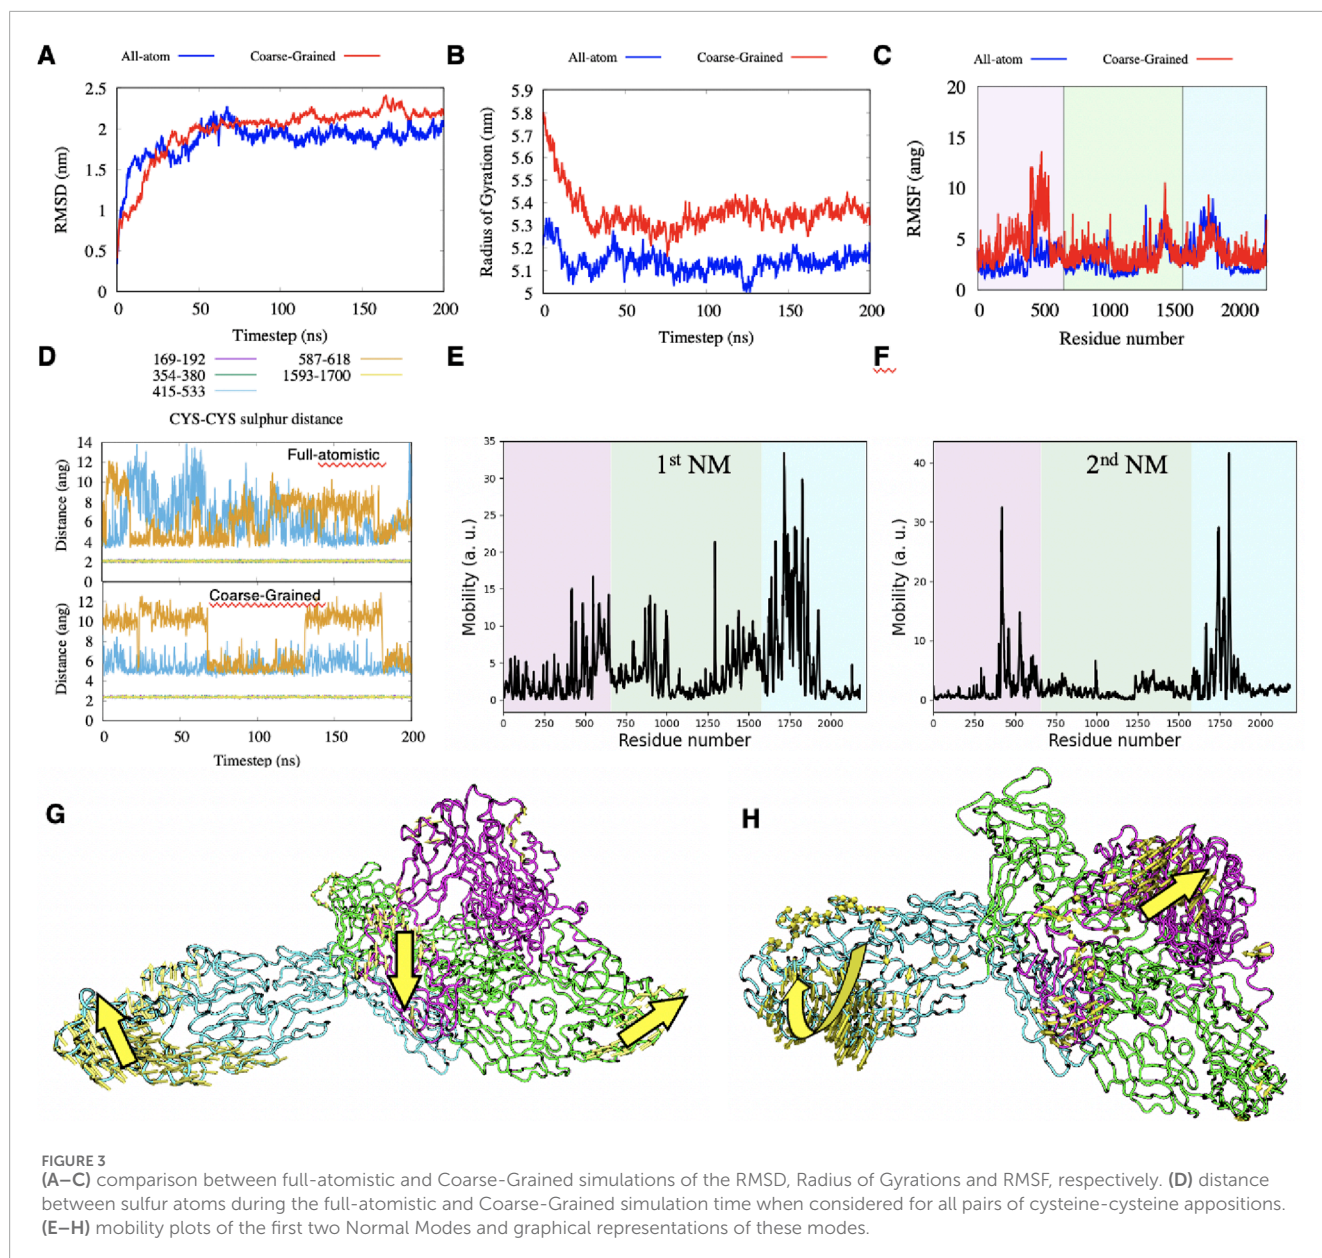 A
All-atom
Coarse-Grained
2.5
2
1.5
1
0.5
0
RMSD (nm)
0 50 100 150 200
Timestep (ns)
B
All-atom
Coarse-Grained
5.9
5.8
5.7
5.6
5.5
5.4
5.3
5.2
5.1
5
Radius of Gyration (nm)
0 50 100 150 200
Timestep (ns)
C
All-atom
Coarse-Grained
20
15
10
5
0
RMSF (ang)
0 500 1000 1500 2000
Residue number
D
169-192
354-380
415-533
587-618
1593-1700
CYS-CYS sulphur distance
Full-atomistic
14
12
10
8
6
4
2
0
Distance (ang)
Coarse-Grained
12
10
8
6
4
2
0
Distance (ang)
0 50 100 150 200
Timestep (ns)
E
1st NM
35
30
25
20
15
10
5
0
Mobility (a. u.)
0 250 500 750 1000 1250 1500 1750 2000
Residue number
F
2nd NM
40
30
20
10
0
Mobility (a. u.)
0 250 500 750 1000 1250 1500 1750 2000
Residue number
G
H
FIGURE 3
(A–C) comparison between full-atomistic and Coarse-Grained simulations of the RMSD, Radius of Gyrations and RMSF, respectively. (D) distance
between sulfur atoms during the full-atomistic and Coarse-Grained simulation time when considered for all pairs of cysteine-cysteine appositions.
(E–H) mobility plots of the first two Normal Modes and graphical representations of these modes.